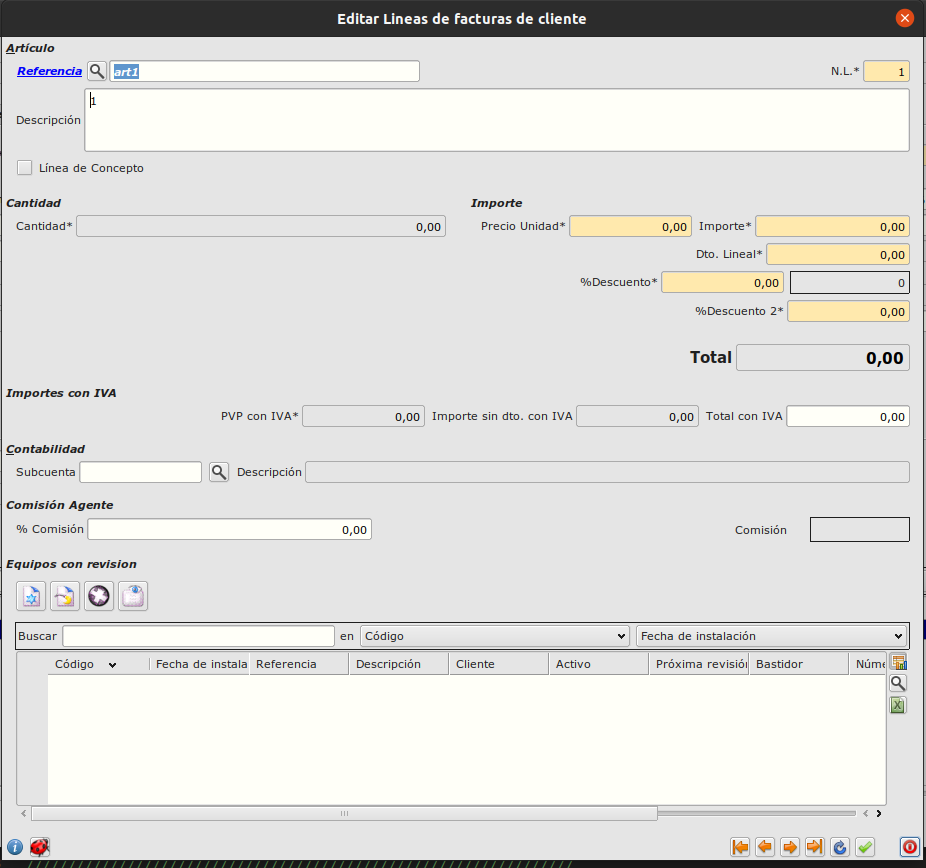 Editar Lineas de facturas de cliente
Artículo
Referencia art1 N.L.* 1
Descripción 1
Línea de Concepto
Cantidad Importe
Cantidad* 0,00 Precio Unidad* 0,00 Importe* 0,00
Dto. Lineal* 0,00
%Descuento* 0,00 0
%Descuento 2* 0,00
Total 0,00
Importes con IVA
PVP con IVA* 0,00 Importe sin dto. con IVA 0,00 Total con IVA 0,00
Contabilidad
Subcuenta Descripción
Comisión Agente
% Comisión 0,00 Comisión
Equipos con revision
Buscar en Código Fecha de instalación
Código Fecha de instala Referencia Descripción Cliente Activo Próxima revisión Bastidor Núme